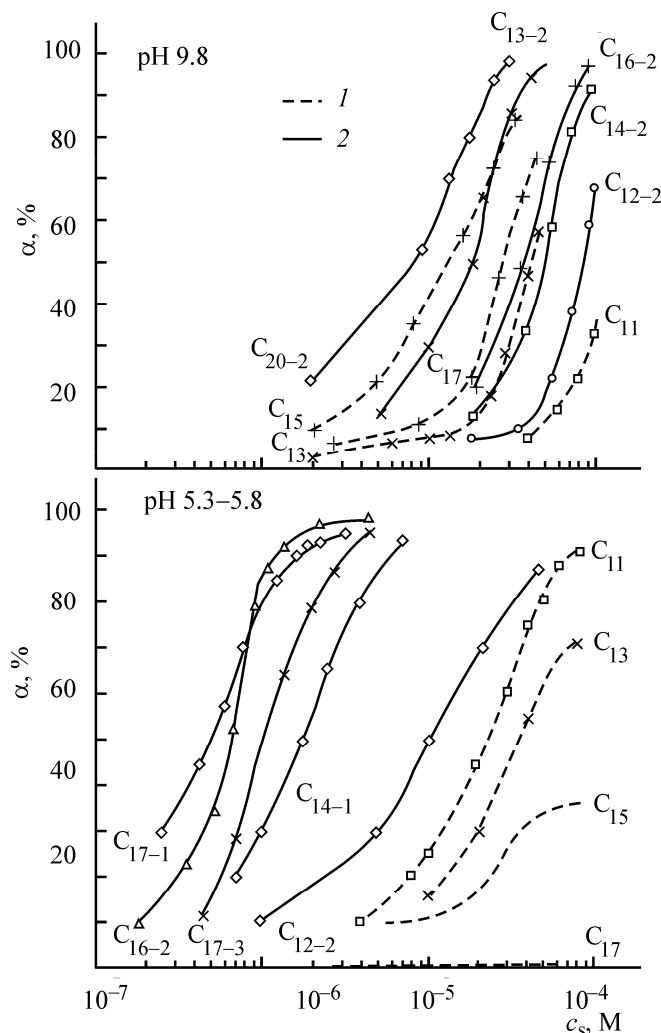 C13–2
C16–2
pH 9.8
100
1
80
2
C14–2
60
C12–2
α, %
40
C11
C20–2
C17
20
C15
C13
pH 5.3–5.8
100
C11
80
C13
α, %
60
40
C14–1
C15
20
C17–1
C16–2
C17–3
C12–2
C17
10⁻⁷
10⁻⁶
10⁻⁵
10⁻⁴
cs, M